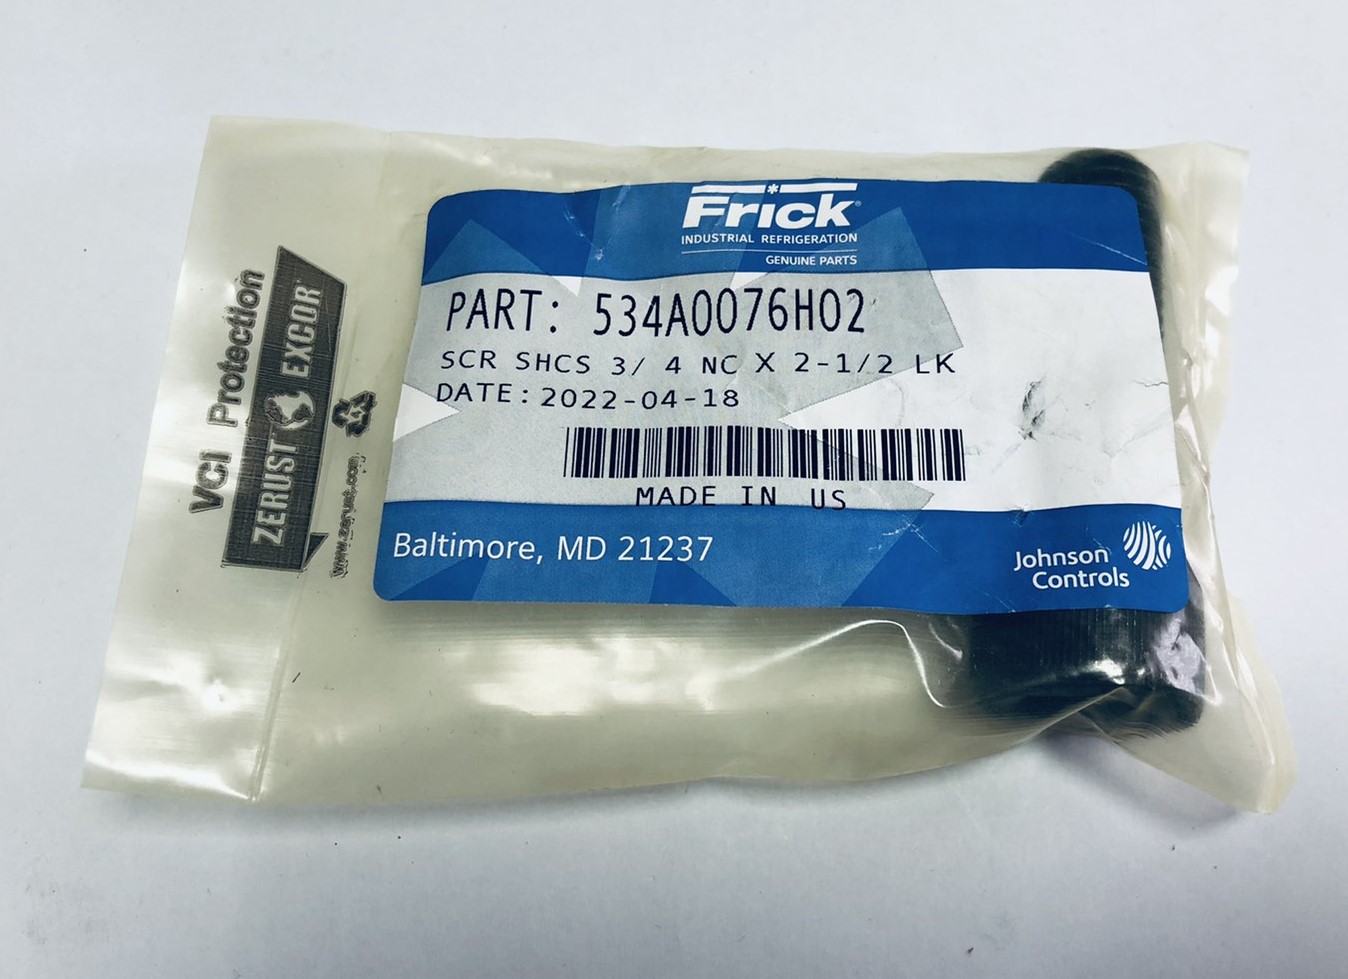 Frick®
INDUSTRIAL REFRIGERATION
GENUINE PARTS
PART: 534A0076H02
SCR SHCS 3/ 4 NC X 2-1/2 LK
DATE: 2022-04-18
MADE IN US
Baltimore, MD 21237
Johnson
Controls
VCI Protection
ZERUST EXCOR
www.zerust.com